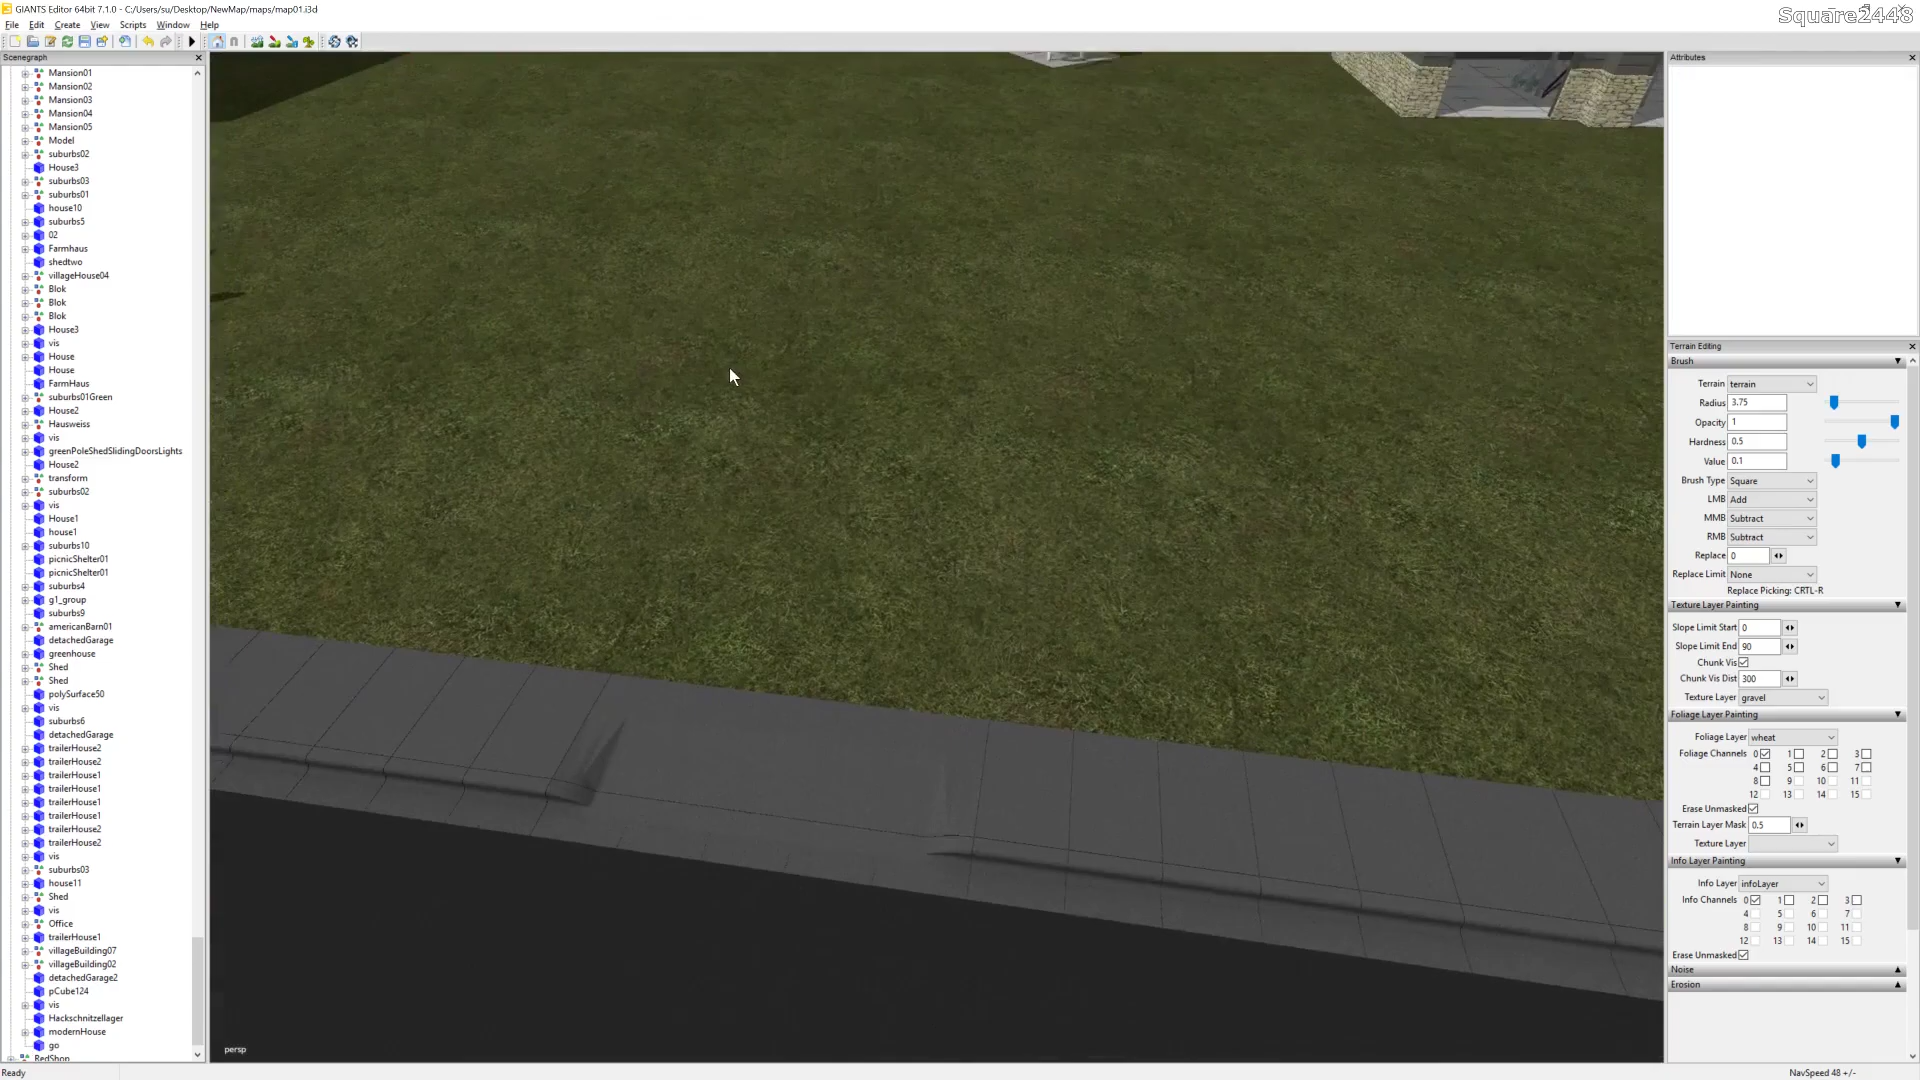 GIANTS Editor 64bit 7.1.0 - C:/Users/su/Desktop/NewMap/maps/map01.i3d
Square2448
File Edit Create View Scripts Window Help
Scenegraph
Mansion01
Mansion02
Mansion03
Mansion04
Mansion05
Model
suburbs02
House3
suburbs03
suburbs01
house10
suburbs5
02
Farmhaus
shedtwo
villageHouse04
Blok
Blok
Blok
House3
vis
House
House
FarmHaus
suburbs01Green
House2
Hausweiss
vis
greenPoleShedSlidingDoorsLights
House2
transform
suburbs02
vis
House1
house1
suburbs10
picnicShelter01
picnicShelter01
suburbs4
g1_group
suburbs9
americanBarn01
detachedGarage
greenhouse
Shed
Shed
polySurface50
vis
suburbs6
detachedGarage
trailerHouse2
trailerHouse2
trailerHouse1
trailerHouse1
trailerHouse1
trailerHouse1
trailerHouse2
trailerHouse2
vis
suburbs03
house11
Shed
vis
Office
trailerHouse1
villageBuilding07
villageBuilding02
detachedGarage2
pCube124
vis
Hackschnitzellager
modernHouse
go
RedShop
persp
Attributes
Terrain Editing
Brush
Terrain terrain
Radius 3.75
Opacity 1
Hardness 0.5
Value 0.1
Brush Type Square
LMB Add
MMB Subtract
RMB Subtract
Replace 0
Replace Limit None
Replace Picking: CRTL-R
Texture Layer Painting
Slope Limit Start 0
Slope Limit End 90
Chunk Vis
Chunk Vis Dist 300
Texture Layer gravel
Foliage Layer Painting
Foliage Layer wheat
Foliage Channels 0 1 2 3
4 5 6 7
8 9 10 11
12 13 14 15
Erase Unmasked
Terrain Layer Mask 0.5
Texture Layer
Info Layer Painting
Info Layer infoLayer
Info Channels 0 1 2 3
4 5 6 7
8 9 10 11
12 13 14 15
Erase Unmasked
Noise
Erosion
Ready
NavSpeed 48 +/-